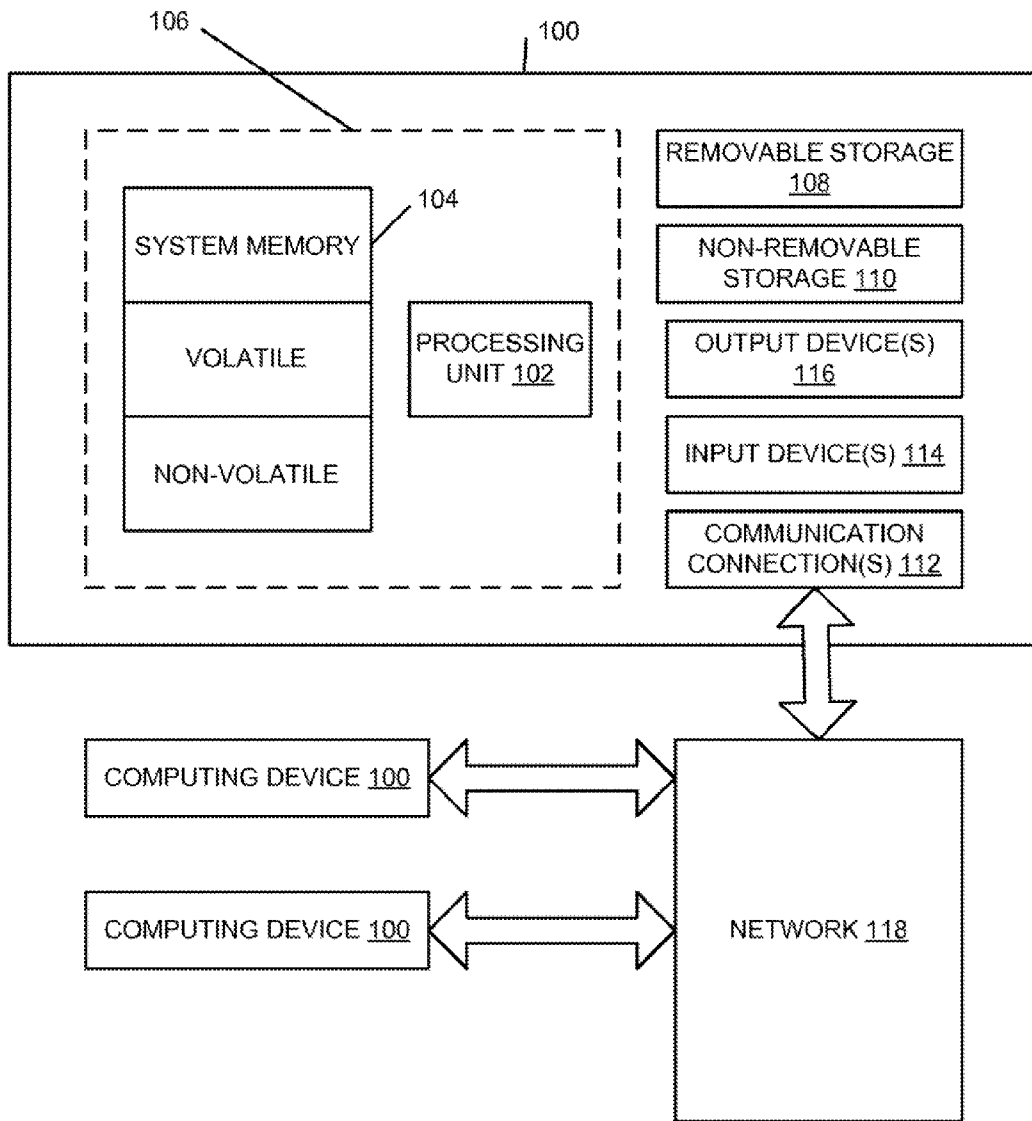 106
100
104
SYSTEM MEMORY
VOLATILE
NON-VOLATILE
PROCESSING
UNIT 102
REMOVABLE STORAGE
108
NON-REMOVABLE
STORAGE 110
OUTPUT DEVICE(S)
116
INPUT DEVICE(S) 114
COMMUNICATION
CONNECTION(S) 112
COMPUTING DEVICE 100
COMPUTING DEVICE 100
NETWORK 118